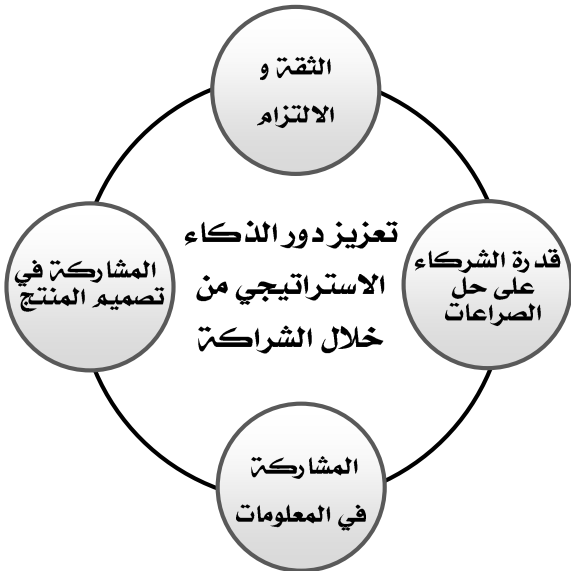 الثقة و
الالتزام
تعزيز دور الذكاء
الاستراتيجي من
خلال الشراكة
قدرة الشركاء
على حل
الصراعات
المشاركة في
تصميم المنتج
المشاركة
في المعلومات